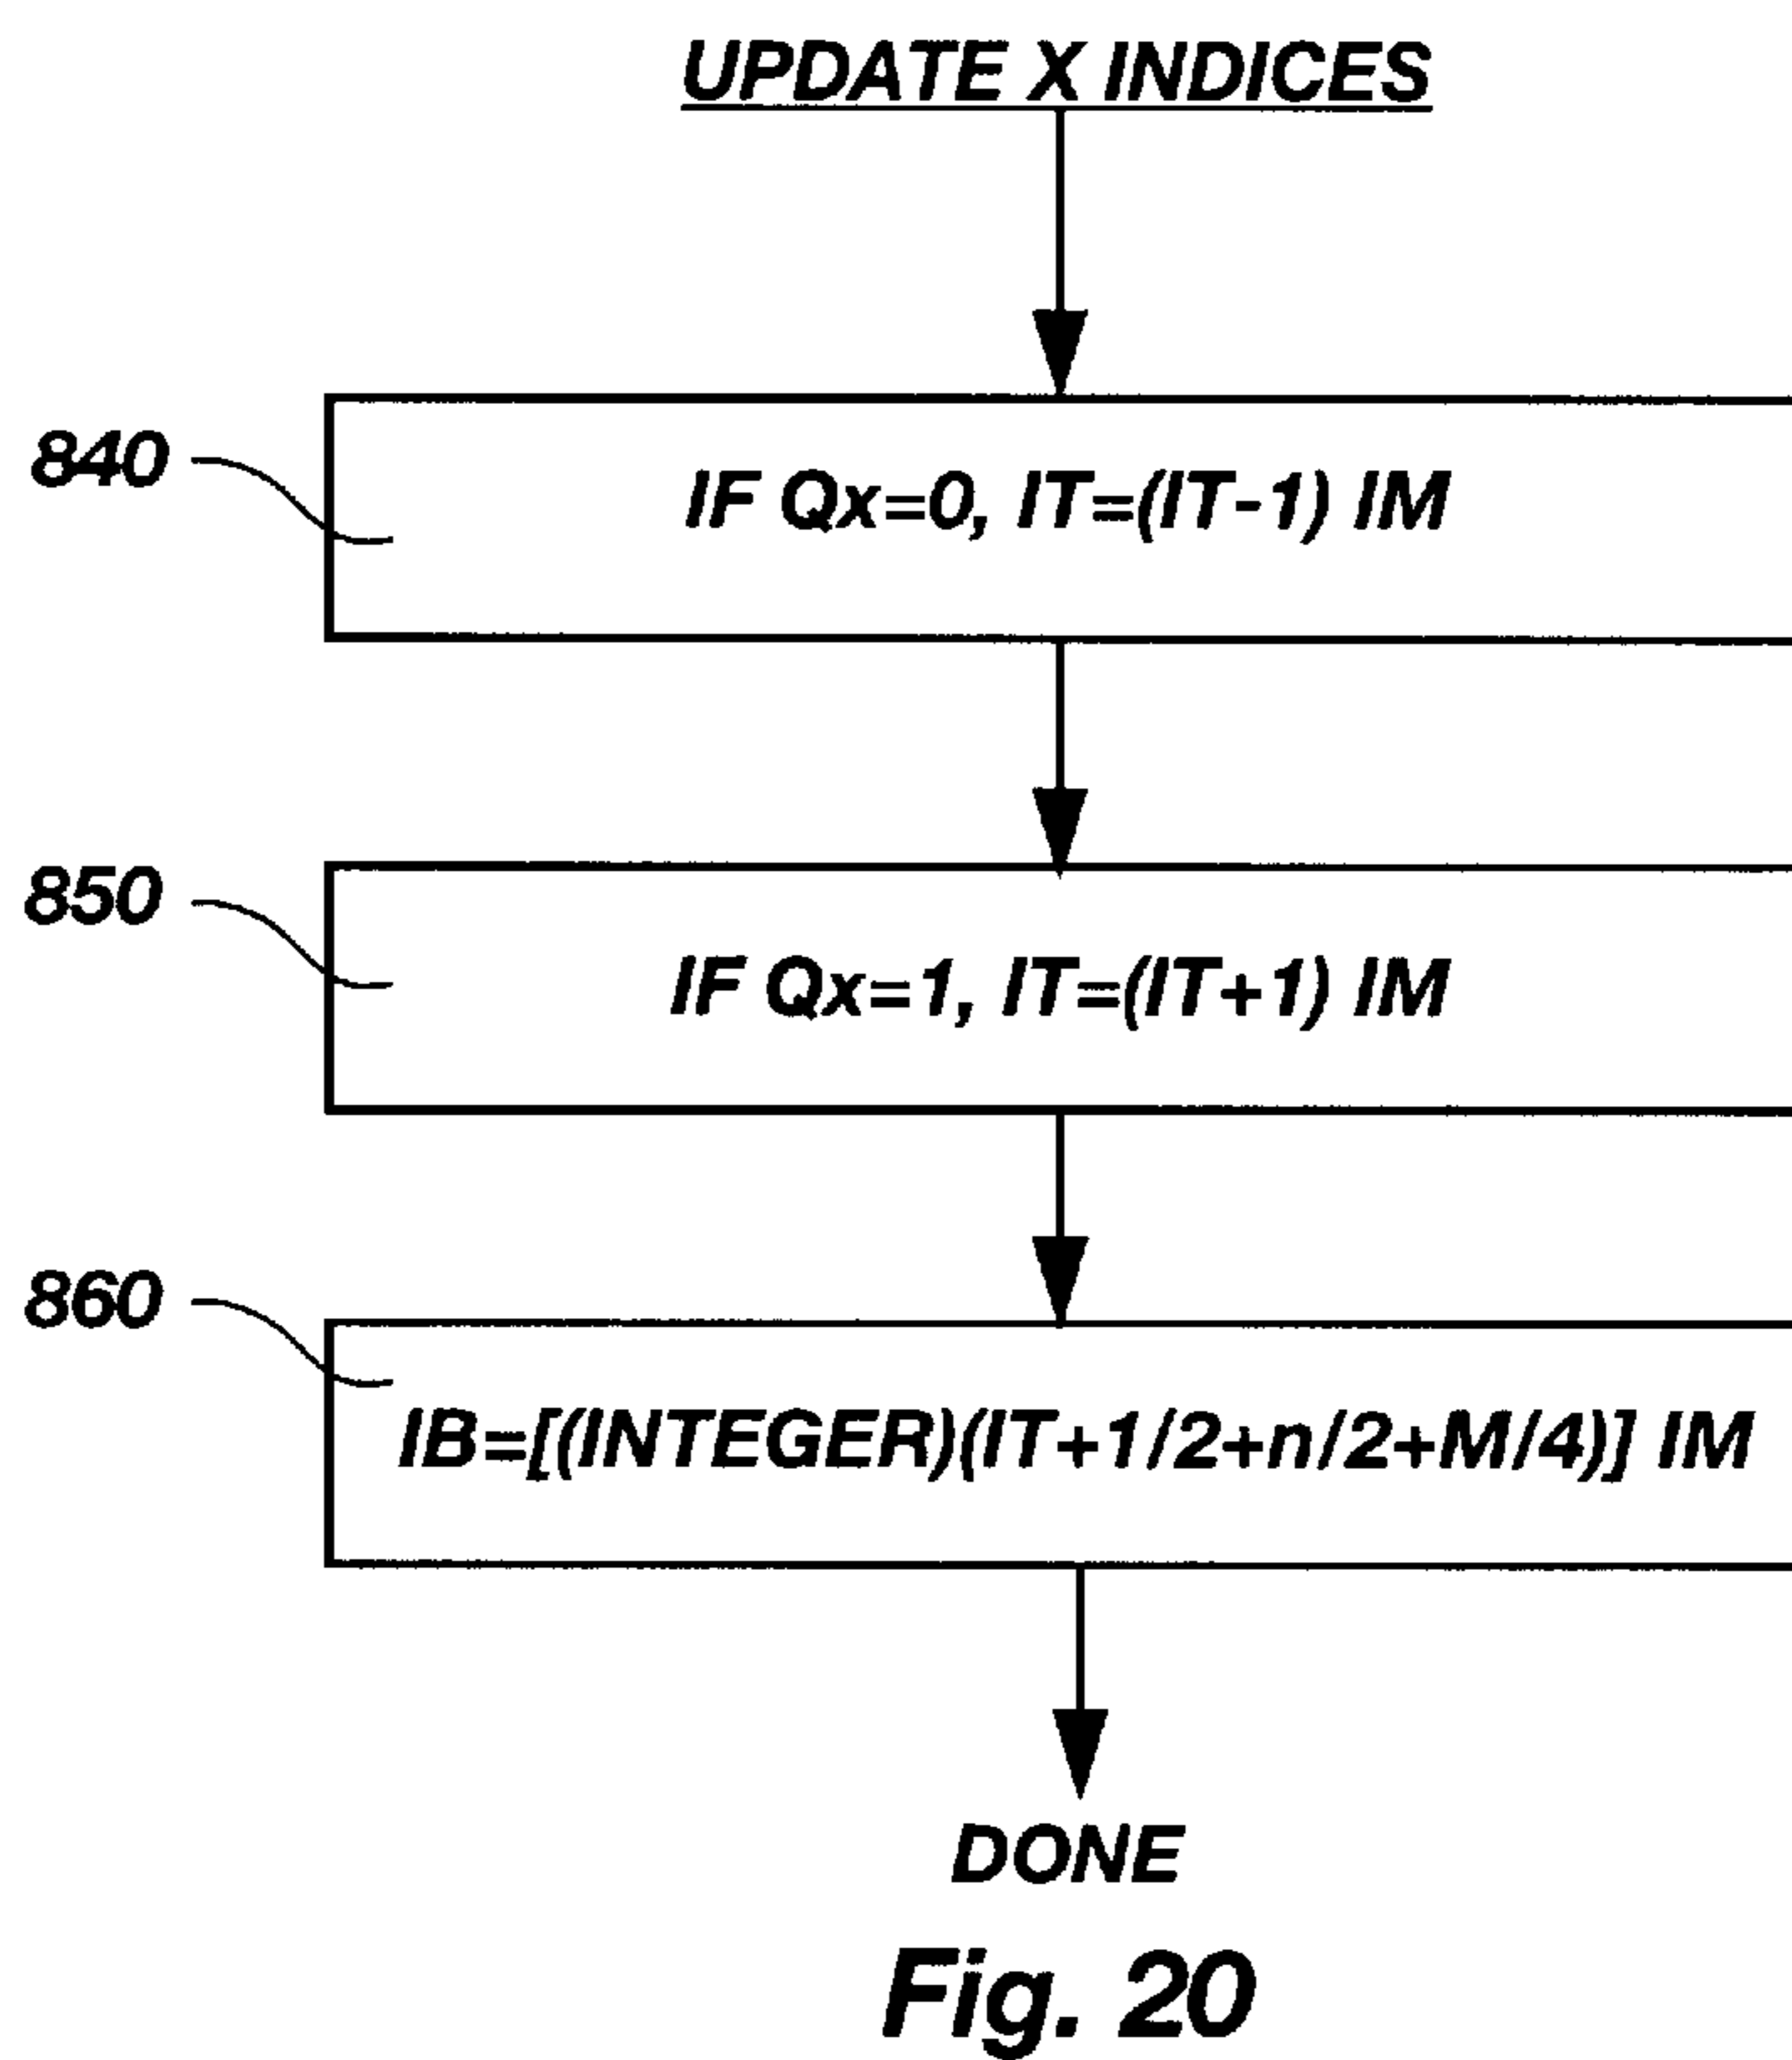 UPDATE X INDICES
840
IF Qx=0, IT=(IT-1) IM
850
IF Qx=1, IT=(IT+1) IM
860
IB=[(INTEGER)(IT+1/2+n/2+M/4)] IM
DONE
Fig. 20